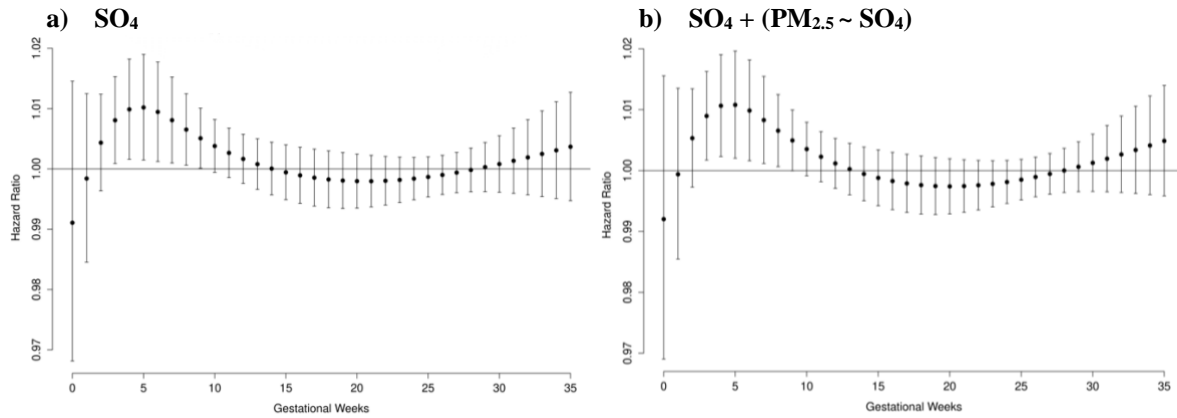 a) SO₄
1.02
1.01
1.00
0.99
0.98
0.97
Hazard Ratio
0 5 10 15 20 25 30 35
Gestational Weeks
b) SO₄ + (PM₂.₅ ~ SO₄)
1.02
1.01
1.00
0.99
0.98
0.97
Hazard Ratio
0 5 10 15 20 25 30 35
Gestational Weeks